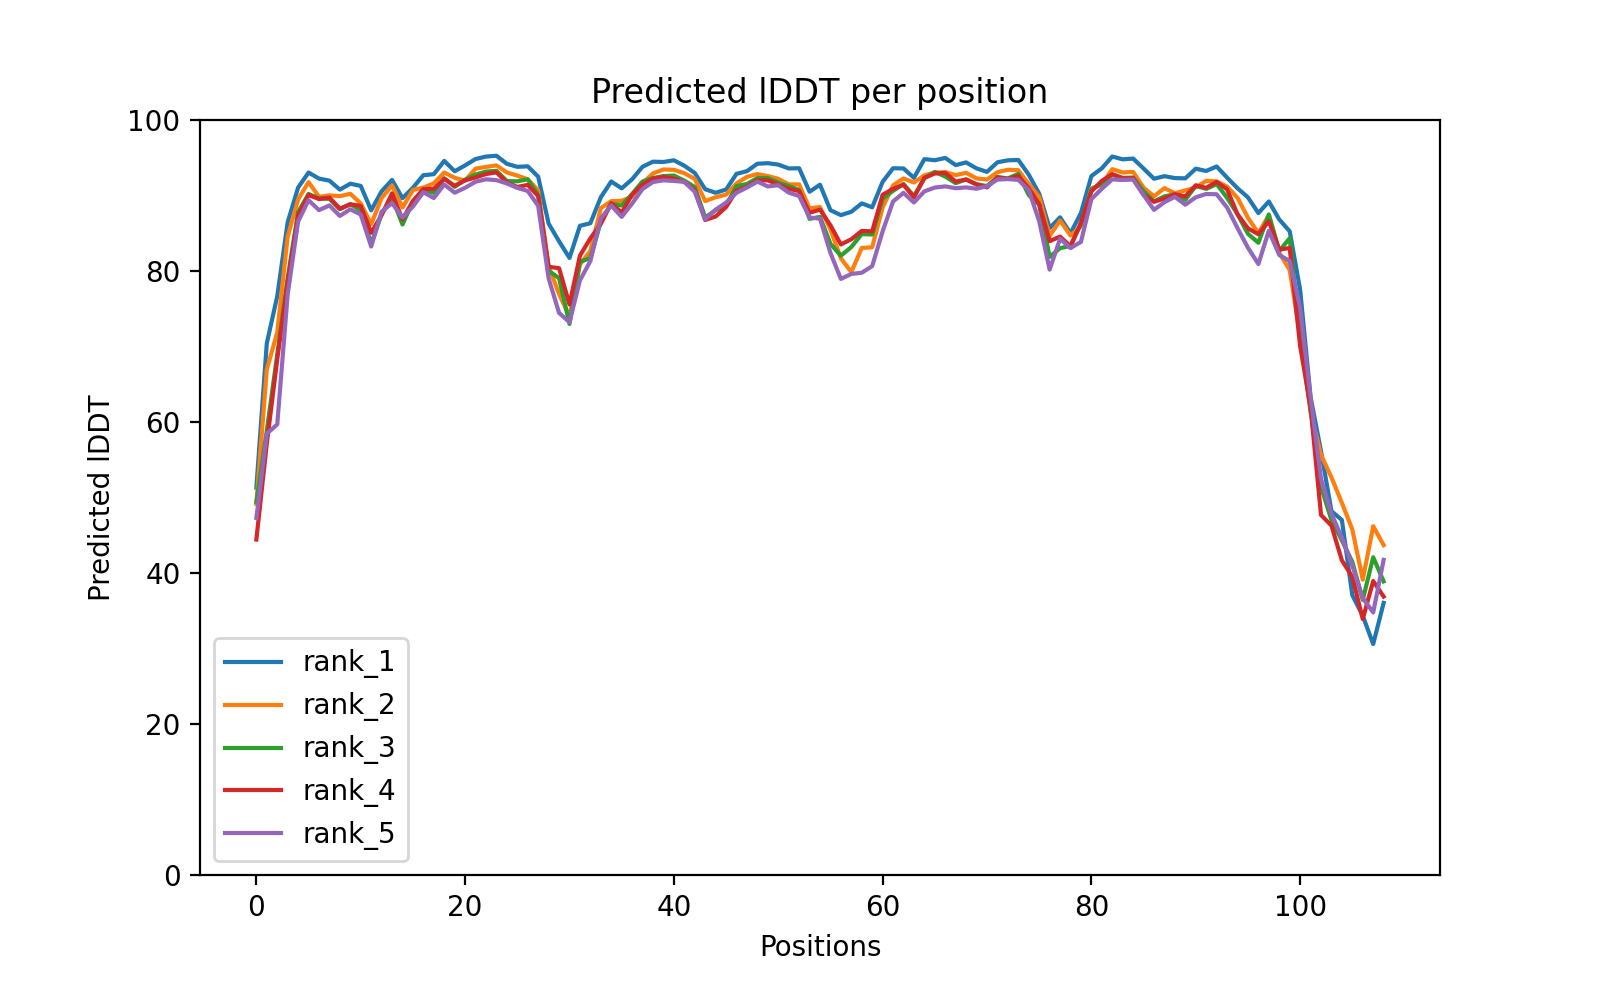 Predicted lDDT per position
100
80
60
40
20
0
Predicted lDDT
rank_1
rank_2
rank_3
rank_4
rank_5
0 20 40 60 80 100
Positions